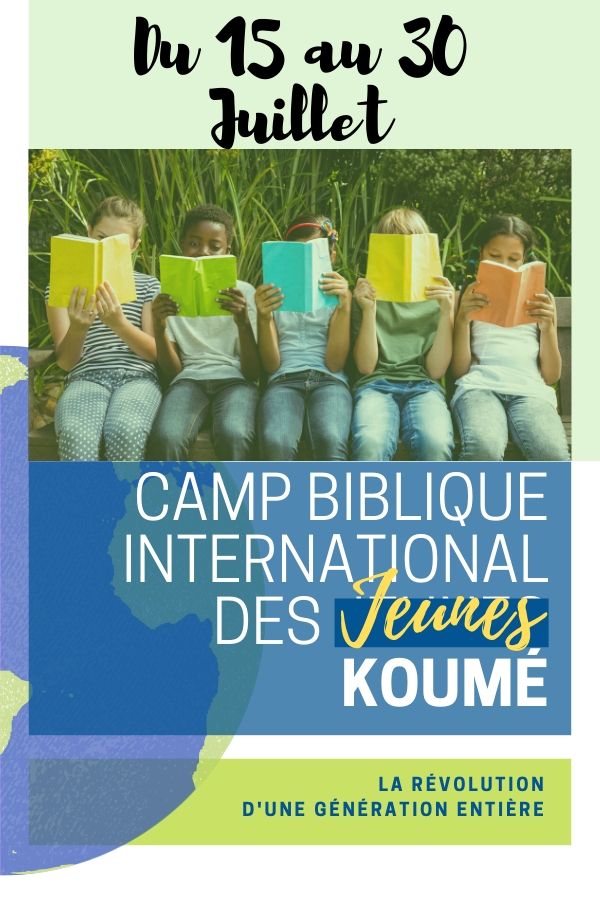 Du 15 au 30
Juillet
CAMP BIBLIQUE
INTERNATIONAL
DES Jeunes
KOUMÉ
LA RÉVOLUTION
D'UNE GÉNÉRATION ENTIÈRE